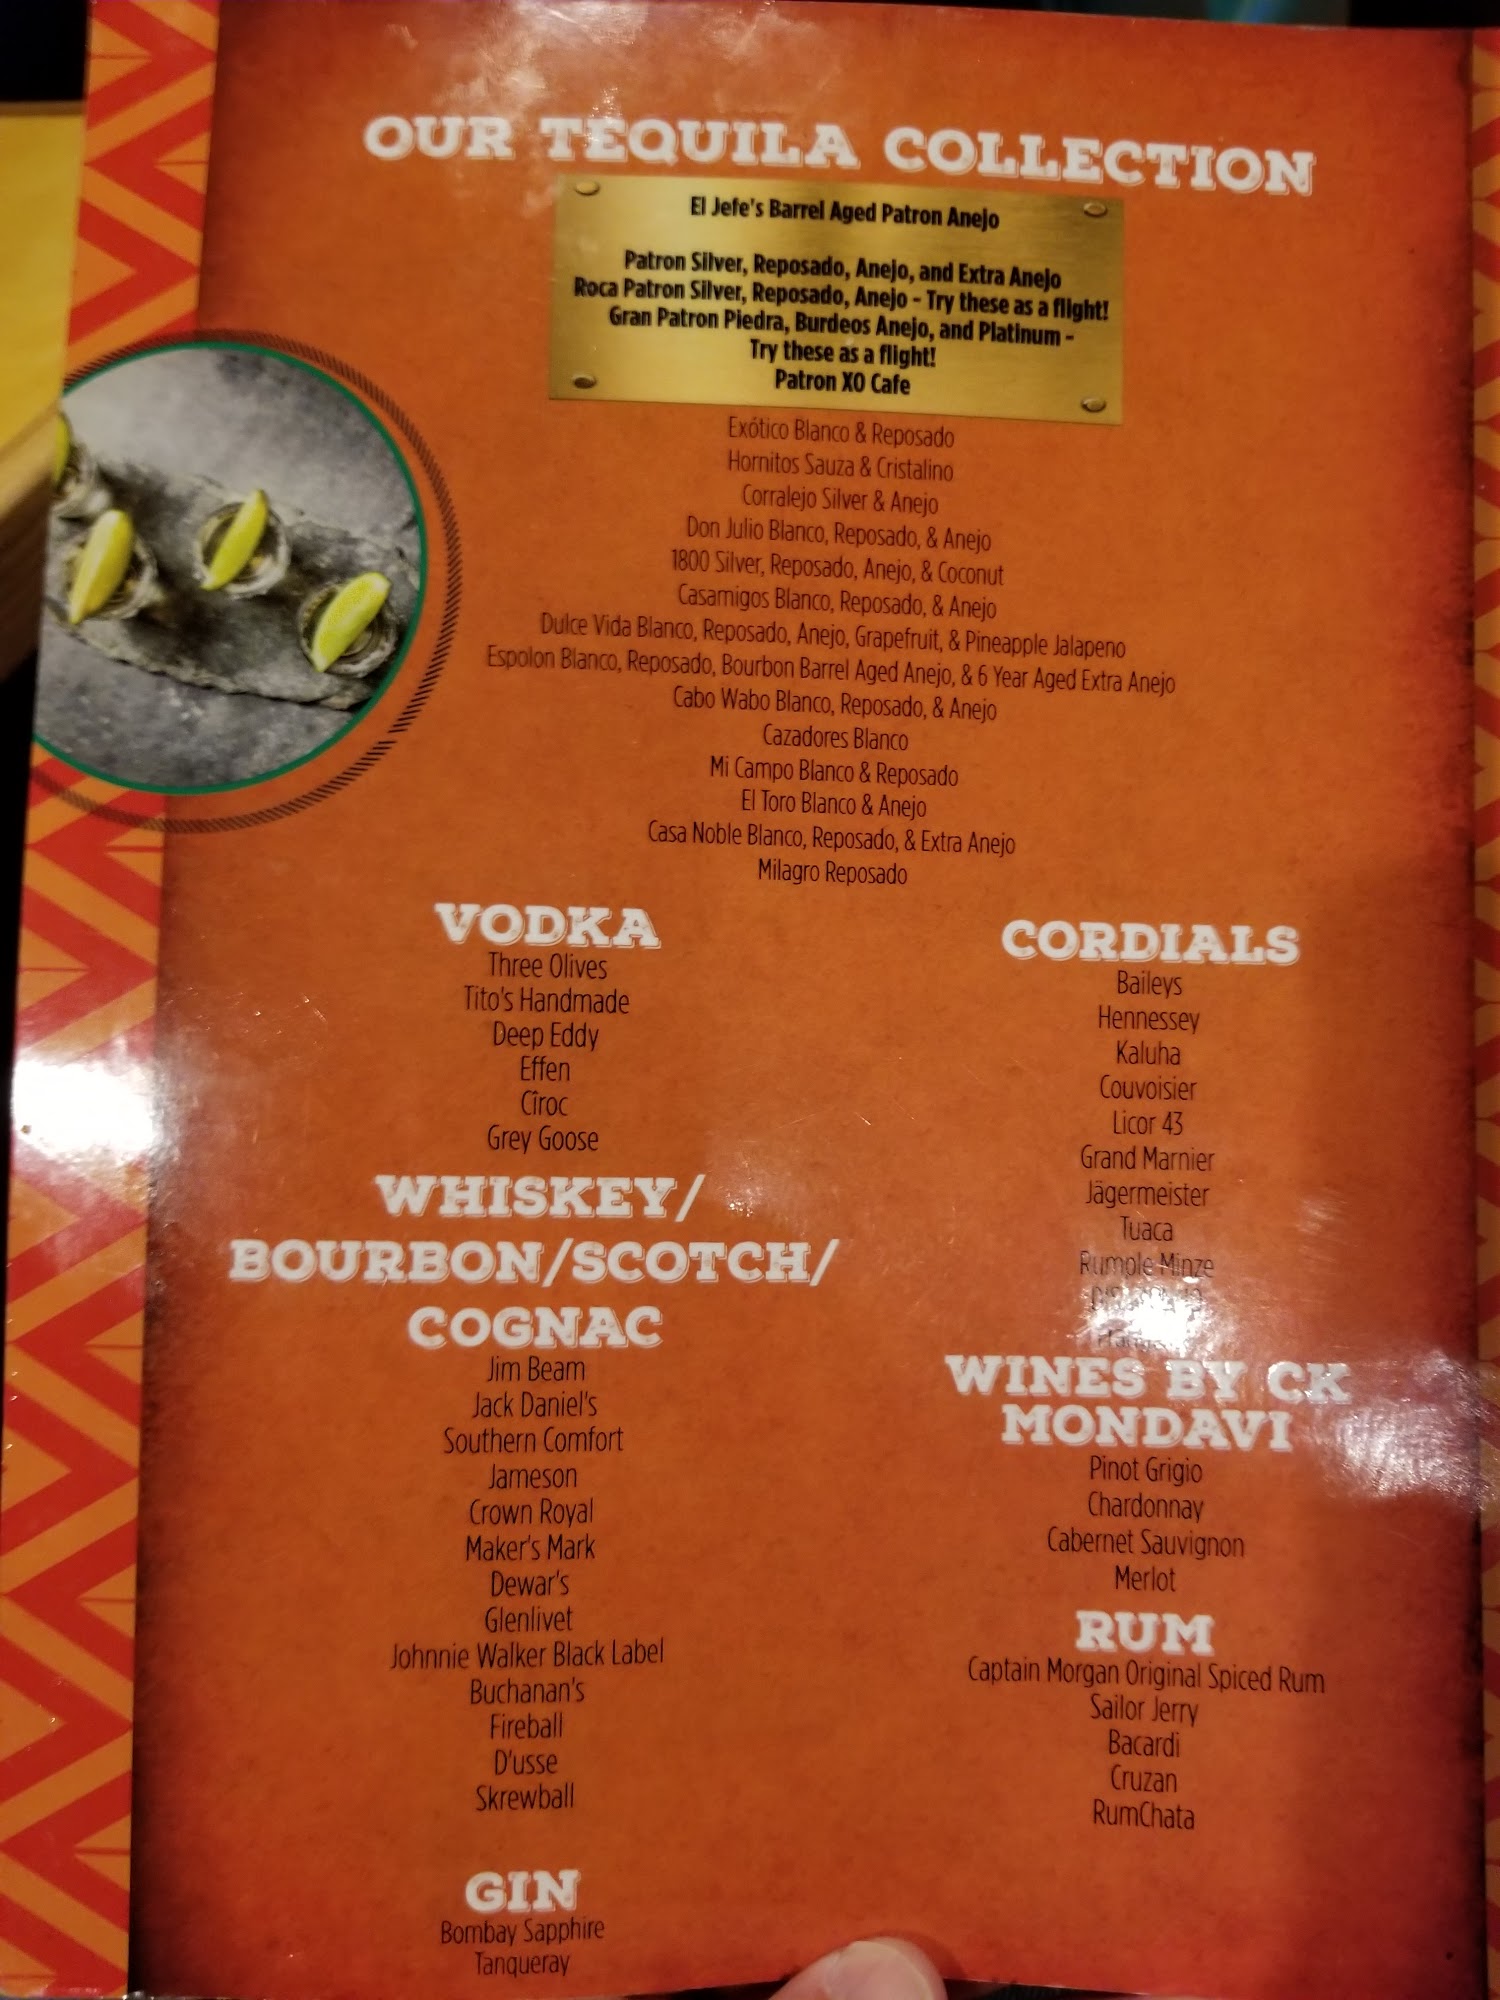 OUR TEQUILA COLLECTION
El Jefe's Barrel Aged Patron Anejo
Patron Silver, Reposado, Anejo, and Extra Anejo
Roca Patron Silver, Reposado, Anejo - Try these as a flight!
Gran Patron Piedra, Burdeos Anejo, and Platinum -
Try these as a flight!
Patron XO Cafe
Exótico Blanco & Reposado
Hornitos Sauza & Cristalino
Corralejo Silver & Anejo
Don Julio Blanco, Reposado, & Anejo
1800 Silver, Reposado, Anejo, & Coconut
Casamigos Blanco, Reposado, & Anejo
Dulce Vida Blanco, Reposado, Anejo, Grapefruit, & Pineapple Jalapeno
Espolon Blanco, Reposado, Bourbon Barrel Aged Anejo, & 6 Year Aged Extra Anejo
Cabo Wabo Blanco, Reposado, & Anejo
Cazadores Blanco
Mi Campo Blanco & Reposado
El Toro Blanco & Anejo
Casa Noble Blanco, Reposado, & Extra Anejo
Milagro Reposado
VODKA
Three Olives
Tito's Handmade
Deep Eddy
Effen
Cîroc
Grey Goose
WHISKEY/
BOURBON/SCOTCH/
COGNAC
Jim Beam
Jack Daniel's
Southern Comfort
Jameson
Crown Royal
Maker's Mark
Dewar's
Glenlivet
Johnnie Walker Black Label
Buchanan's
Fireball
D'usse
Skrewball
GIN
Bombay Sapphire
Tanqueray
CORDIALS
Baileys
Hennessey
Kaluha
Couvoisier
Licor 43
Grand Marnier
Jägermeister
Tuaca
Rumple Minze
WINES BY CK
MONDAVI
Pinot Grigio
Chardonnay
Cabernet Sauvignon
Merlot
RUM
Captain Morgan Original Spiced Rum
Sailor Jerry
Bacardi
Cruzan
RumChata